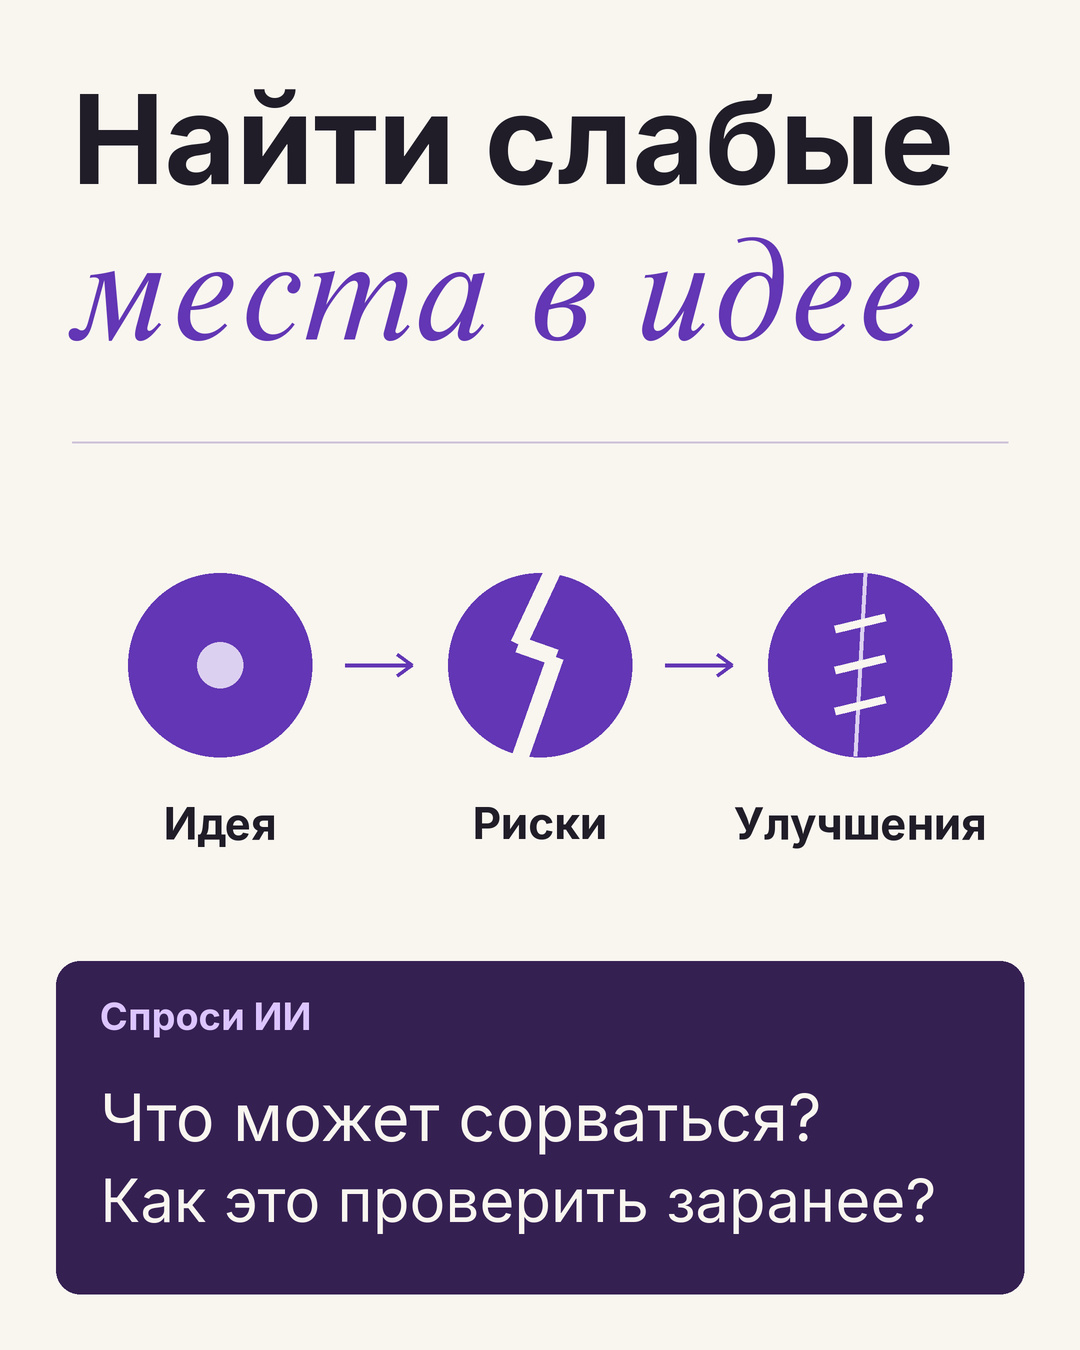 Найти слабые
места в идее
Идея
Риски
Улучшения
Спроси ИИ
Что может сорваться?
Как это проверить заранее?